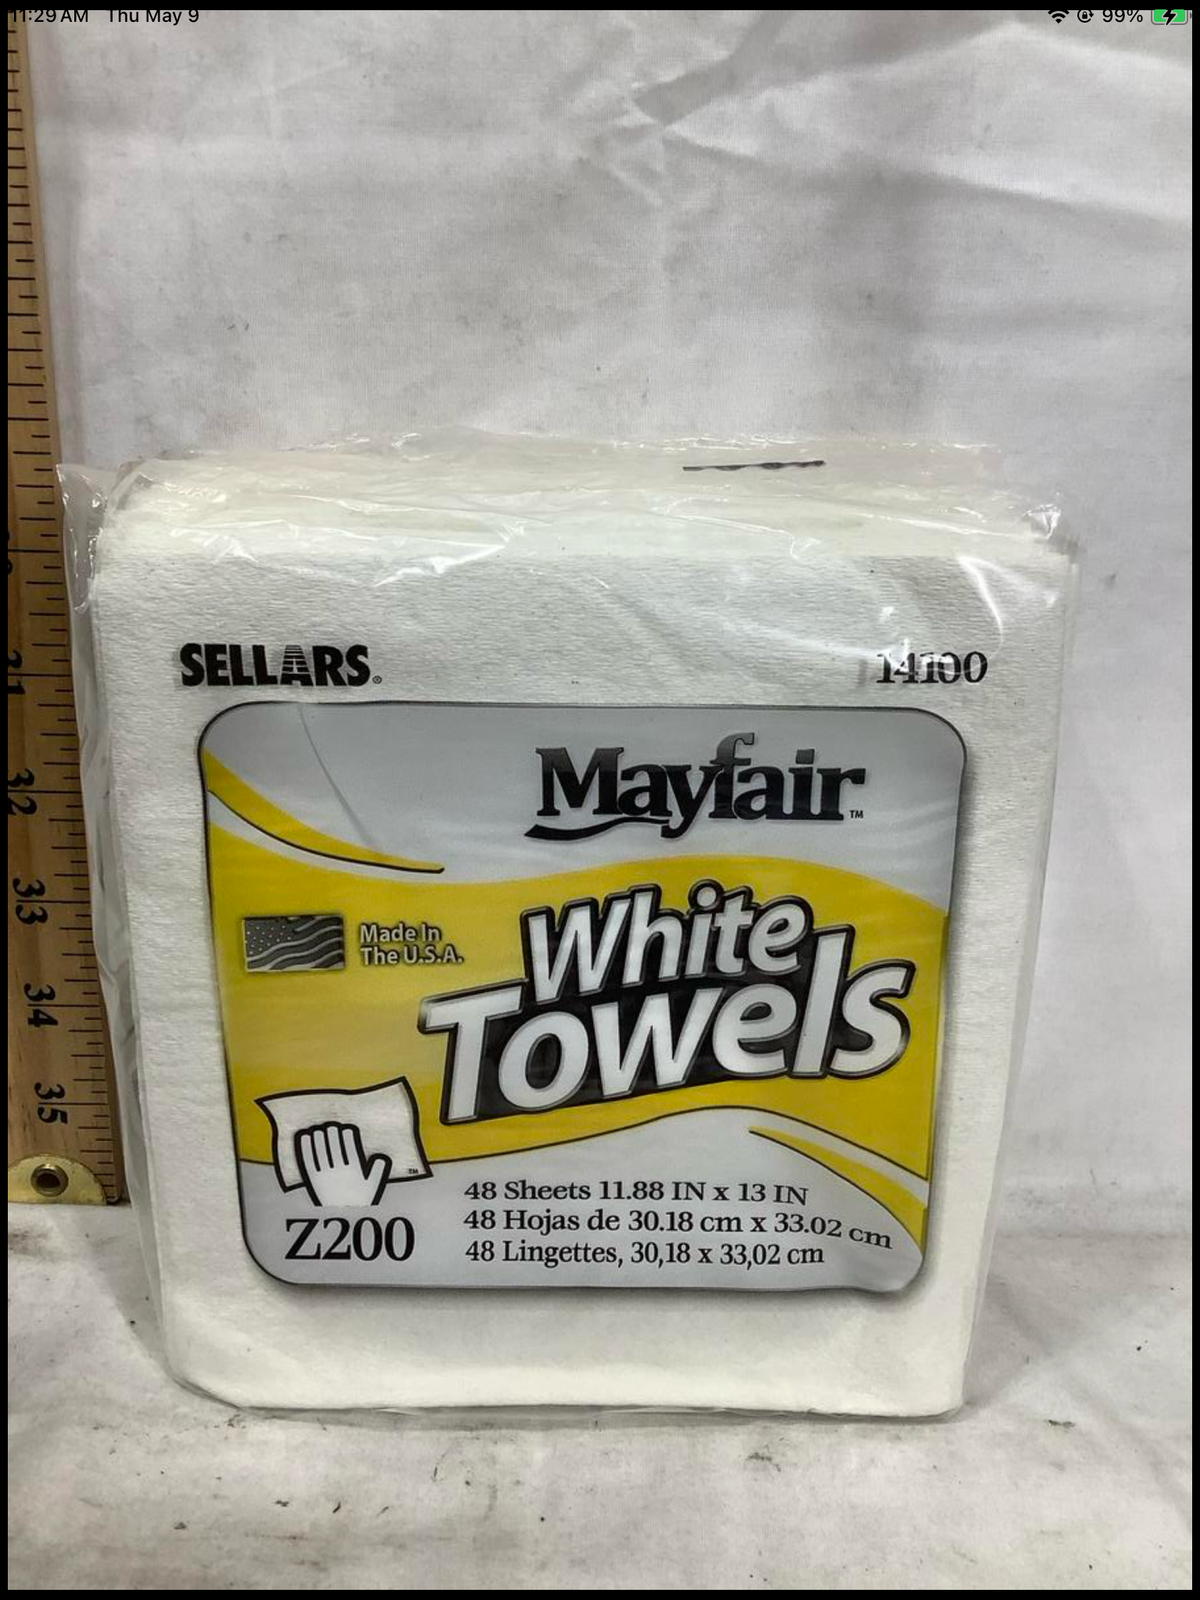 11:29 AM Thu May 9
99%
SELLARS®
14100
Mayfair™
Made In
The U.S.A.
White
Towels
TM
Z200
48 Sheets 11.88 IN x 13 IN
48 Hojas de 30.18 cm x 33.02 cm
48 Lingettes, 30,18 x 33,02 cm
31
32
33
34
35